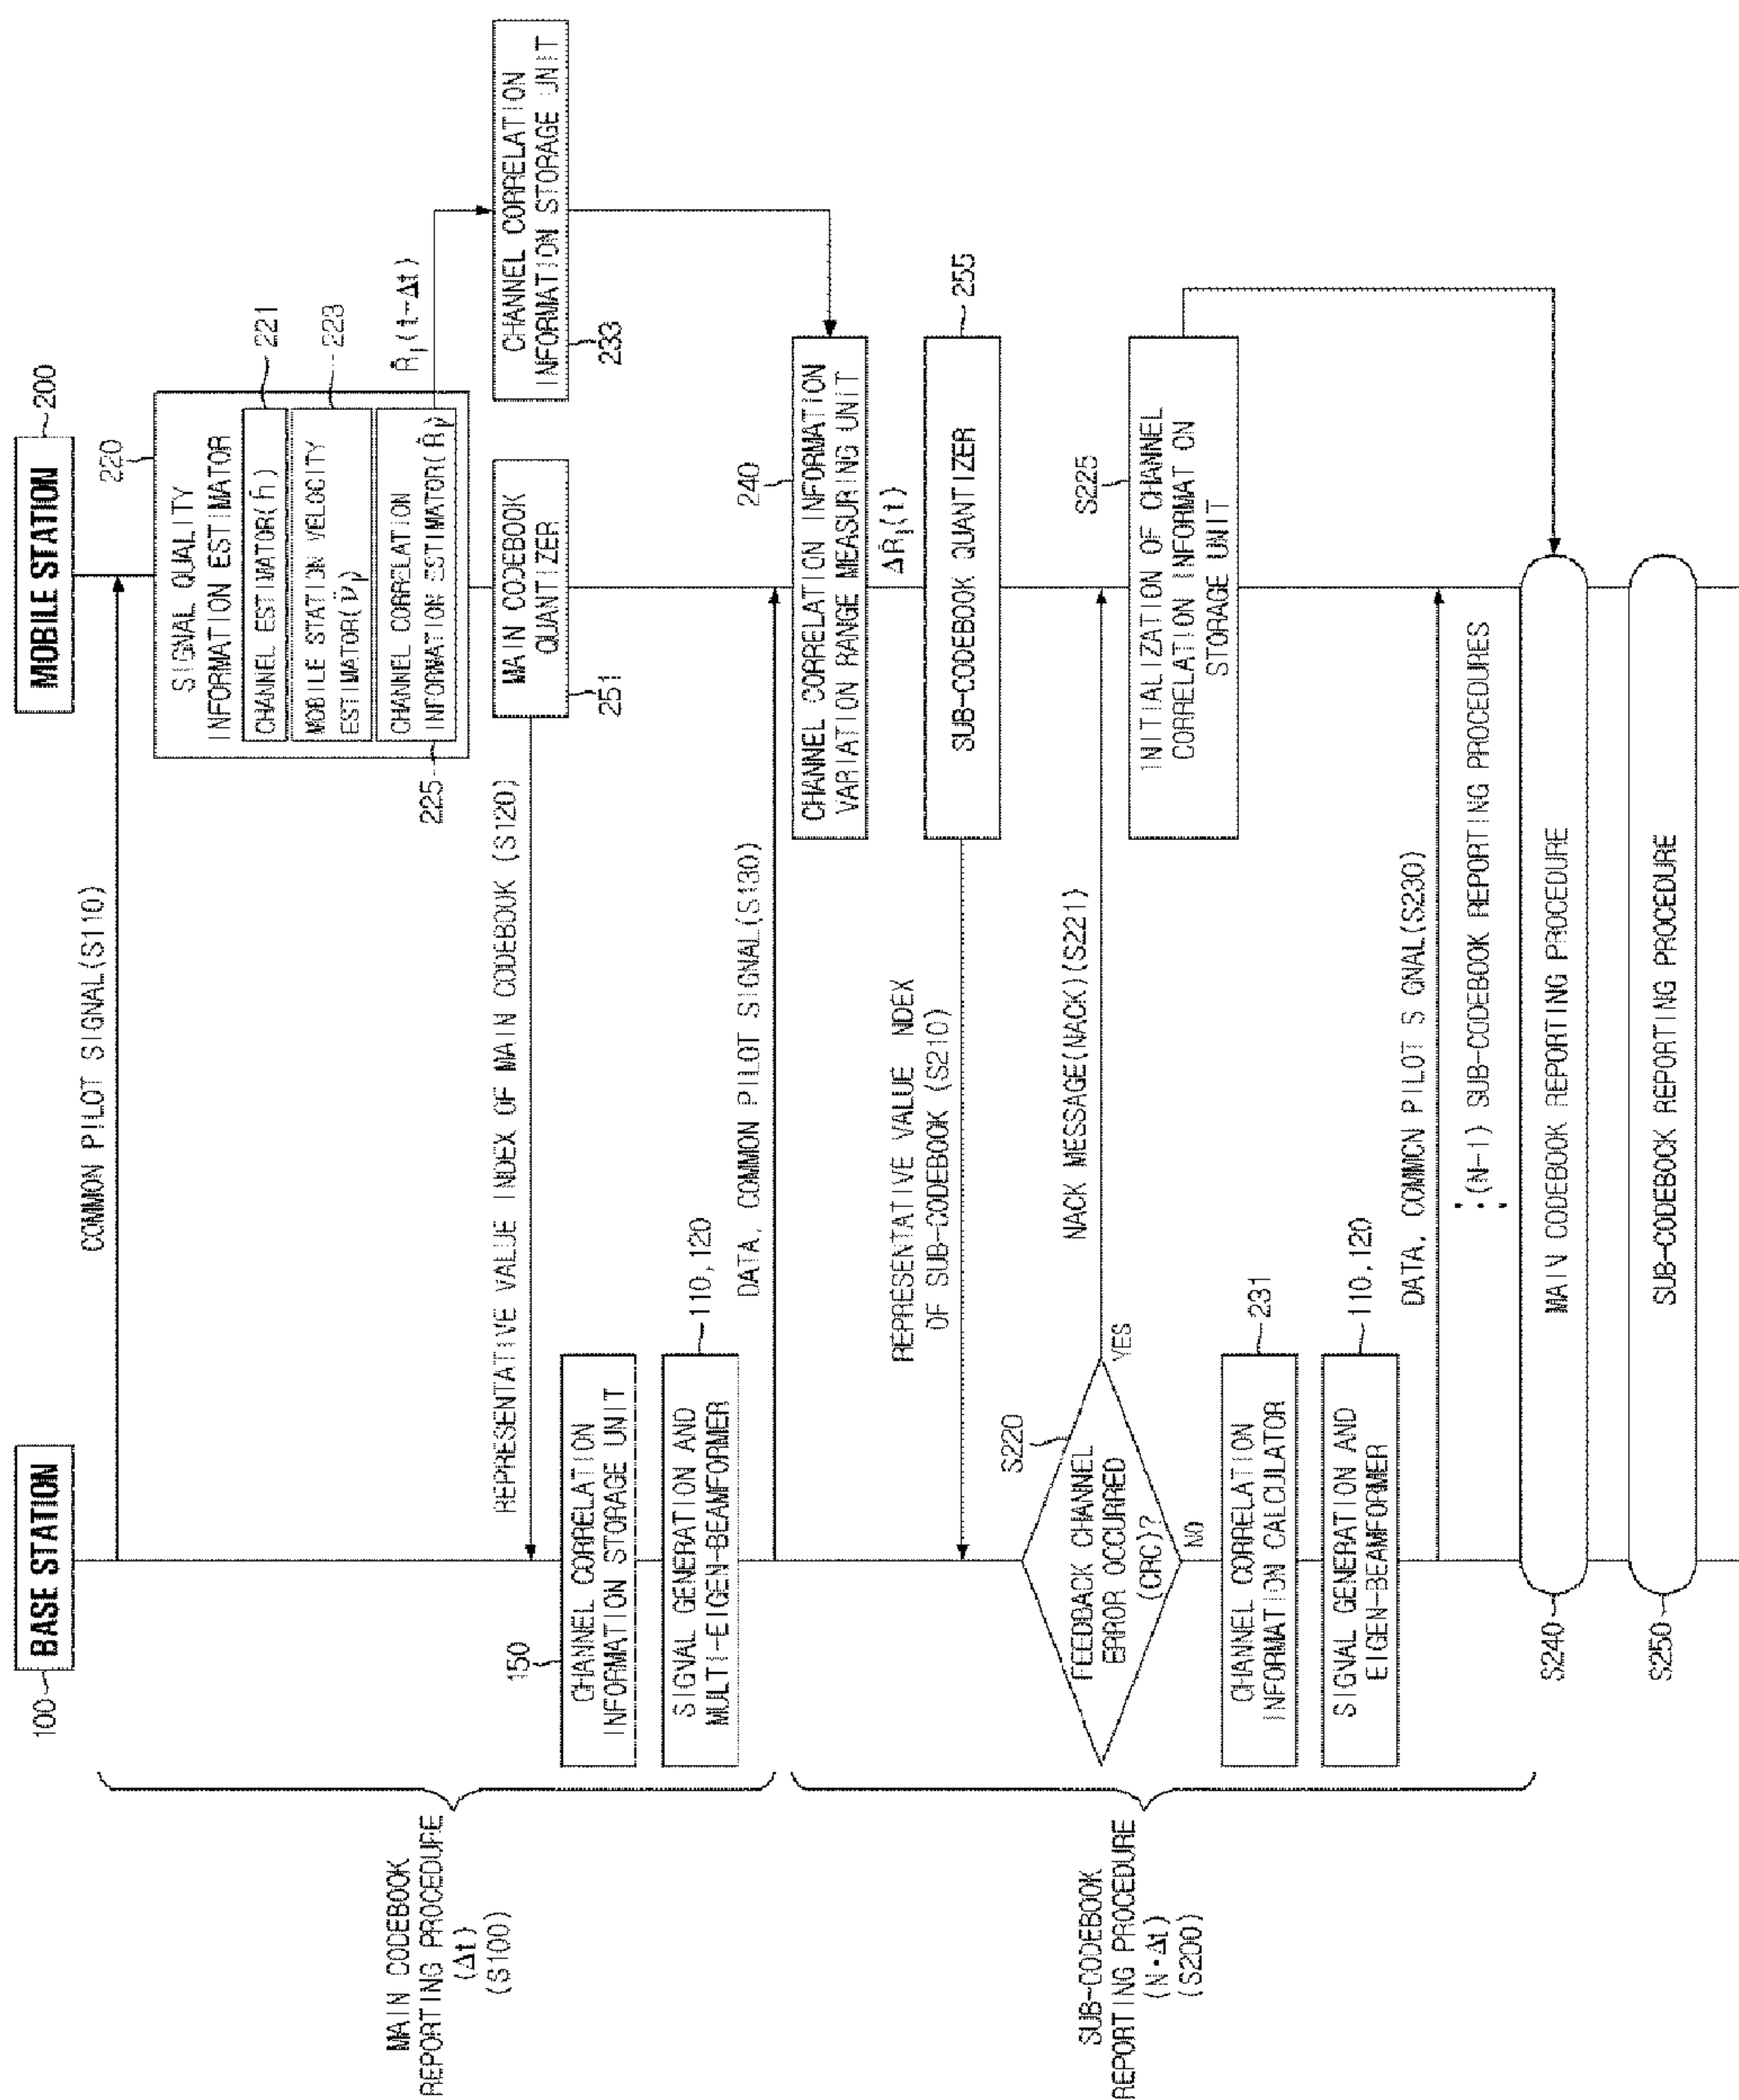 100
BASE STATION
MOBILE STATION
200
COMMON PILOT SIGNAL(S110)
MAIN CODEBOOK
REPORTING PROCEDURE
(Δt)
(S100)
220
SIGNAL QUALITY
INFORMATION ESTIMATOR
CHANNEL ESTIMATOR(ĥ)
221
MOBILE STATION VELOCITY
ESTIMATOR(
223
CHANNEL CORRELATION
INFORMATION ESTIMATOR(
225
R̂i(t-Δt)
REPRESENTATIVE VALUE INDEX OF MAIN CODEBOOK (S120)
MAIN CODEBOOK
QUANTIZER
251
CHANNEL CORRELATION
INFORMATION STORAGE UNIT
233
150
CHANNEL CORRELATION
INFORMATION STORAGE UNIT
SIGNAL GENERATION AND
MULTI-EIGEN-BEAMFORMER
110,120
DATA, COMMON PILOT SIGNAL(S130)
SUB-CODEBOOK
REPORTING PROCEDURE
(N·Δt)
(S200)
240
CHANNEL CORRELATION INFORMATION
VARIATION RANGE MEASURING UNIT
ΔR̂i(t)
REPRESENTATIVE VALUE NDEX
OF SUB-CODEBOOK (S210)
SUB-CODEBOOK QUANTIZER
255
S220
FEEDBACK CHANNEL
ERROR OCCURRED
(CRC)?
YES
NO
NACK MESSAGE(NACK)(S221)
S225
INITIALIZATION OF CHANNEL
CORRELATION INFORMAT ON
STORAGE UNIT
CHANNEL CORRELATION
INFORMATION CALCULATOR
231
SIGNAL GENERATION AND
EIGEN-BEAMFORMER
110,120
DATA, COMMON PILOT S GNAL(S230)
(N-1) SUB-CODEBOOK REPORTING PROCEDURES
S240
MAIN CODEBOOK REPORTING PROCEDURE
S250
SUB-CODEBOOK REPORTING PROCEDURE